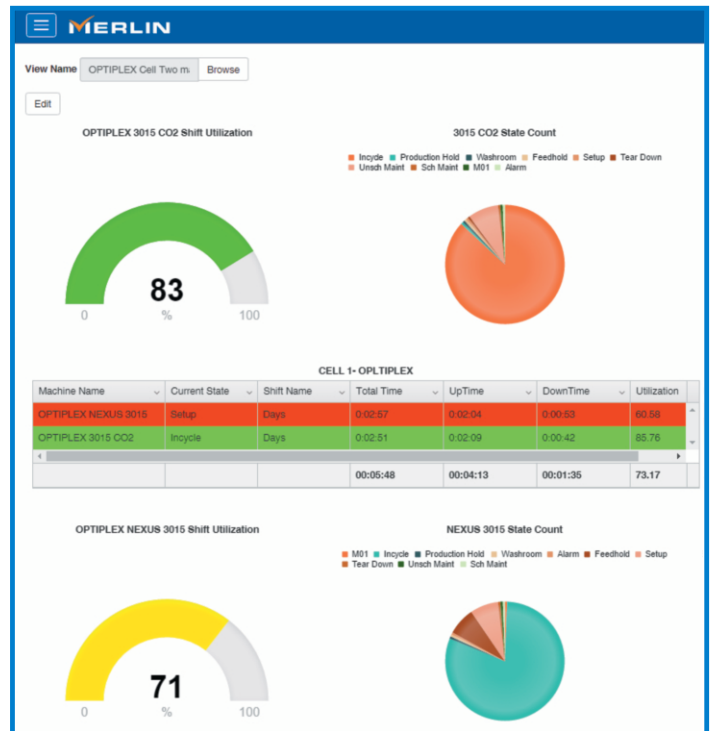 MERLIN
View Name OPTIPLEX Cell Two m Browse
Edit
OPTIPLEX 3015 CO2 Shift Utilization
3015 CO2 State Count
Incyde Production Hold Washroom Feedhold Setup Tear Down
Unsch Maint Sch Maint M01 Alarm
83
0 % 100
CELL 1- OPLTIPLEX
Machine Name Current State Shift Name Total Time UpTime DownTime Utilization
OPTIPLEX NEXUS 3015 Setup Days 0:02:57 0:02:04 0:00:53 60.58
OPTIPLEX 3015 CO2 Incycle Days 0:02:51 0:02:09 0:00:42 85.76
00:05:48 00:04:13 00:01:35 73.17
OPTIPLEX NEXUS 3015 Shift Utilization
NEXUS 3015 State Count
M01 Incycle Production Hold Washroom Alarm Feedhold Setup
Tear Down Unsch Maint Sch Maint
71
0 % 100